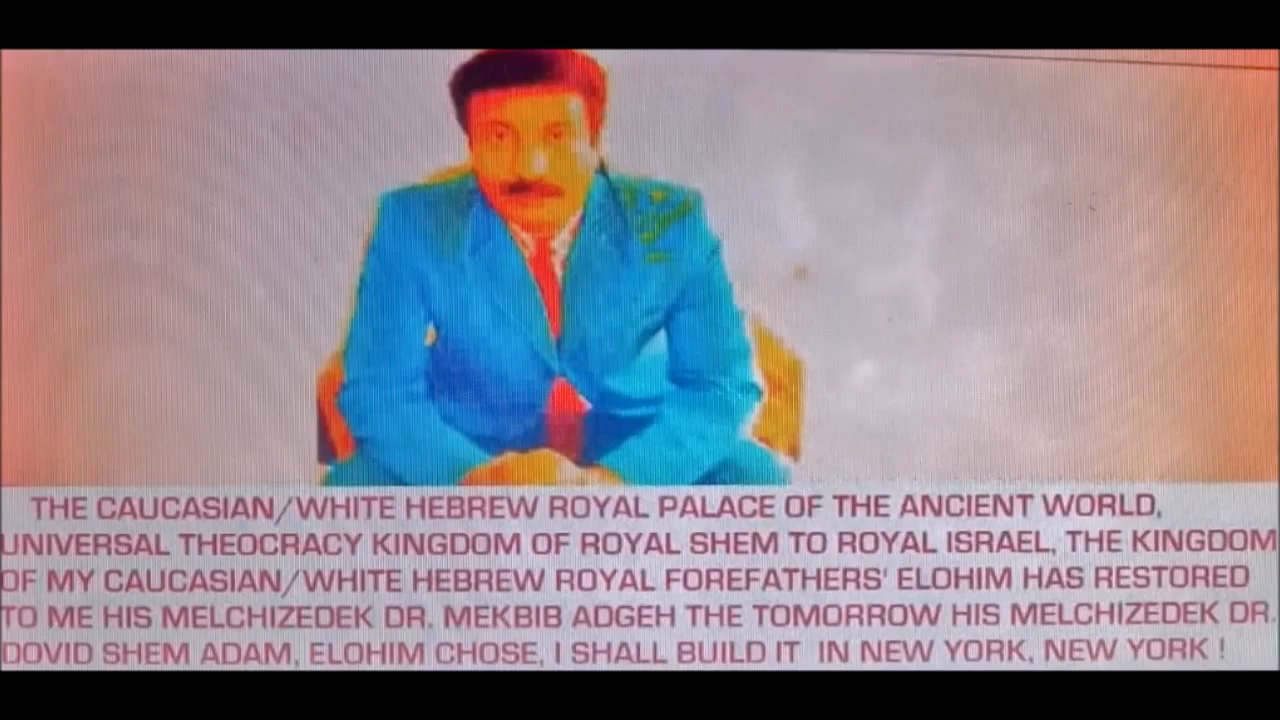 THE CAUCASIAN/WHITE HEBREW ROYAL PALACE OF THE ANCIENT WORLD,
UNIVERSAL THEOCRACY KINGDOM OF ROYAL SHEM TO ROYAL ISRAEL, THE KINGDOM
OF MY CAUCASIAN/WHITE HEBREW ROYAL FOREFATHERS' ELOHIM HAS RESTORED
TO ME HIS MELCHIZEDEK DR. MEKBIB ADGEH THE TOMORROW HIS MELCHIZEDEK DR.
DOVID SHEM ADAM, ELOHIM CHOSE, I SHALL BUILD IT IN NEW YORK, NEW YORK !